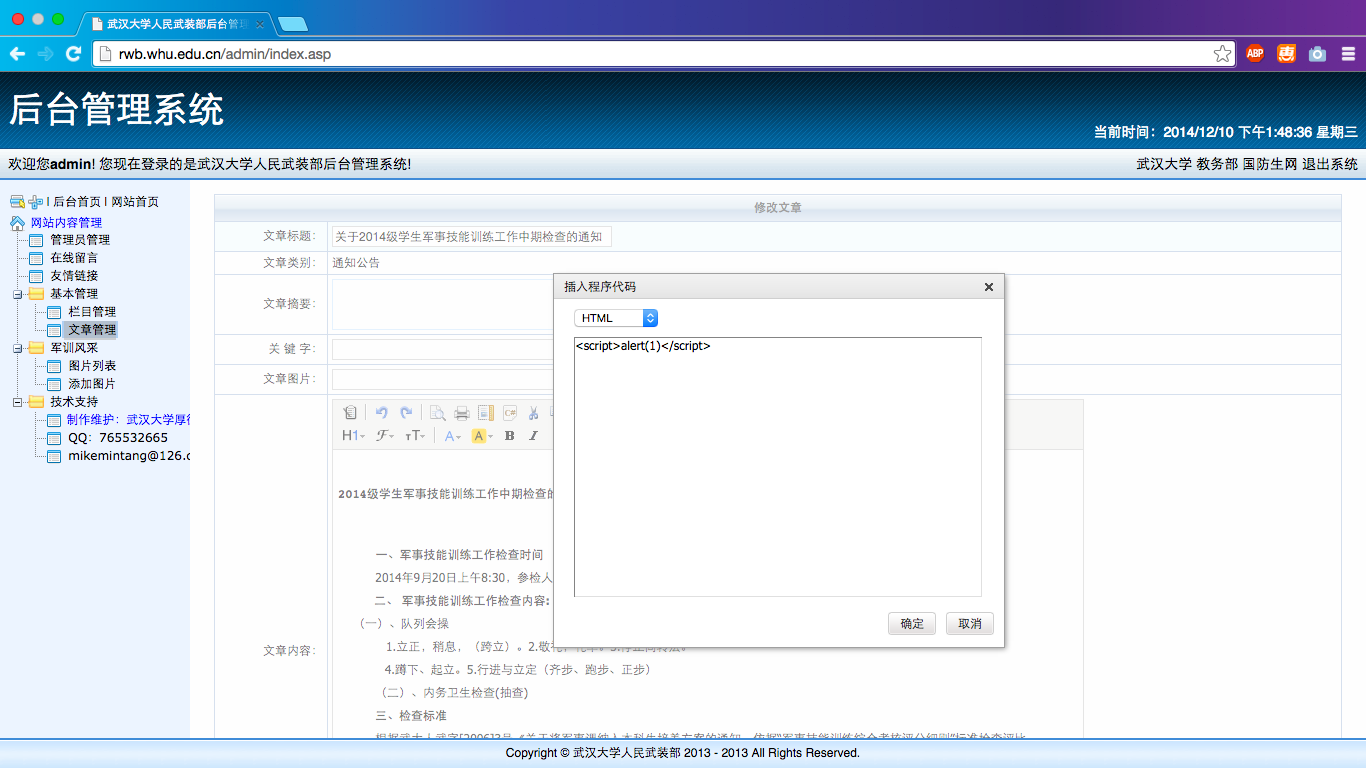 武汉大学人民武装部后台管理
rwb.whu.edu.cn/admin/index.asp
ABP
惠
后台管理系统
当前时间：2014/12/10 下午1:48:36 星期三
欢迎您admin! 您现在登录的是武汉大学人民武装部后台管理系统!
武汉大学 教务部 国防生网 退出系统
| 后台首页 | 网站首页
网站内容管理
管理员管理
在线留言
友情链接
基本管理
栏目管理
文章管理
军训风采
图片列表
添加图片
技术支持
制作维护：武汉大学厚
QQ：765532665
mikemintang@126.c
修改文章
文章标题：
关于2014级学生军事技能训练工作中期检查的通知
文章类别：
通知公告
文章摘要：
关 键 字：
文章图片：
文章内容：
H1
F
TT
A
A
B
I
C#
插入程序代码
HTML
<script>alert(1)</script>
确定
取消
2014级学生军事技能训练工作中期检查的
一、军事技能训练工作检查时间
2014年9月20日上午8:30，参检人
二、 军事技能训练工作检查内容:
（一）、队列会操
1.立正，稍息，（跨立）。2.敬礼，礼毕。3.停止间转法。
4.蹲下、起立。5.行进与立定（齐步、跑步、正步）
（二）、内务卫生检查(抽查)
三、检查标准
Copyright © 武汉大学人民武装部 2013 - 2013 All Rights Reserved.